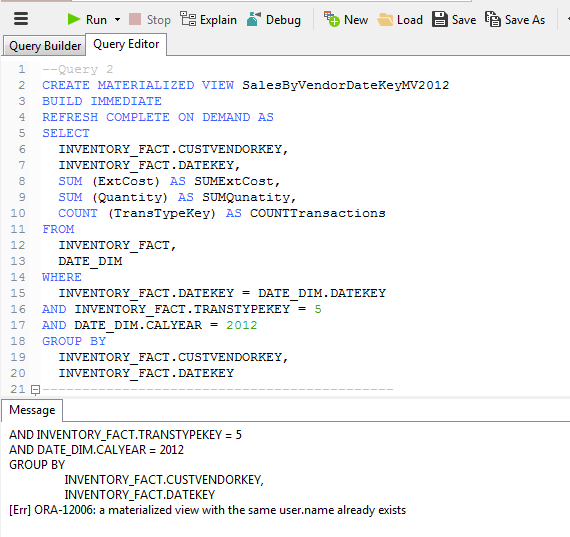 Run Stop Explain Debug New Load Save Save As
Query Builder Query Editor
1 --Query 2
2 CREATE MATERIALIZED VIEW SalesByVendorDateKeyMV2012
3 BUILD IMMEDIATE
4 REFRESH COMPLETE ON DEMAND AS
5 SELECT
6 INVENTORY_FACT.CUSTVENDORKEY,
7 INVENTORY_FACT.DATEKEY,
8 SUM (ExtCost) AS SUMExtCost,
9 SUM (Quantity) AS SUMQunatity,
10 COUNT (TransTypeKey) AS COUNTTransactions
11 FROM
12 INVENTORY_FACT,
13 DATE_DIM
14 WHERE
15 INVENTORY_FACT.DATEKEY = DATE_DIM.DATEKEY
16 AND INVENTORY_FACT.TRANSTYPEKEY = 5
17 AND DATE_DIM.CALYEAR = 2012
18 GROUP BY
19 INVENTORY_FACT.CUSTVENDORKEY,
20 INVENTORY_FACT.DATEKEY
21 -----------------------------------------------
Message
AND INVENTORY_FACT.TRANSTYPEKEY = 5
AND DATE_DIM.CALYEAR = 2012
GROUP BY
INVENTORY_FACT.CUSTVENDORKEY,
INVENTORY_FACT.DATEKEY
[Err] ORA-12006: a materialized view with the same user.name already exists